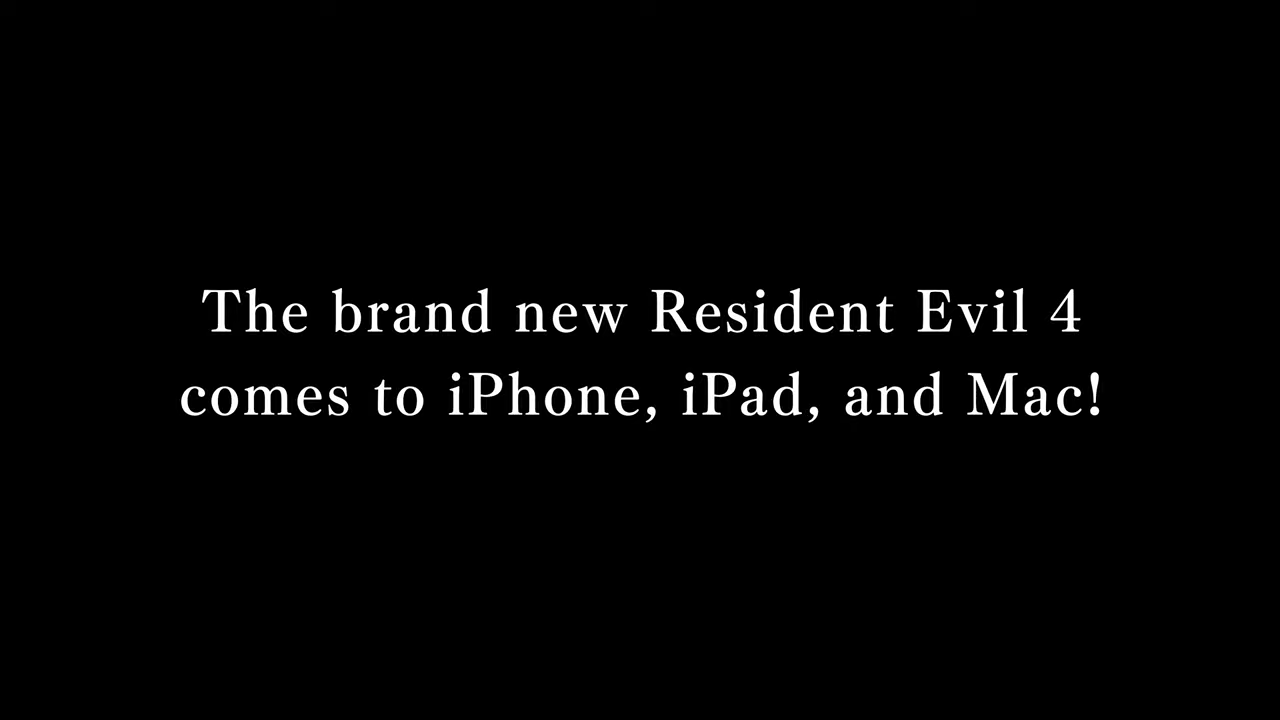 The brand new Resident Evil 4
comes to iPhone, iPad, and Mac!